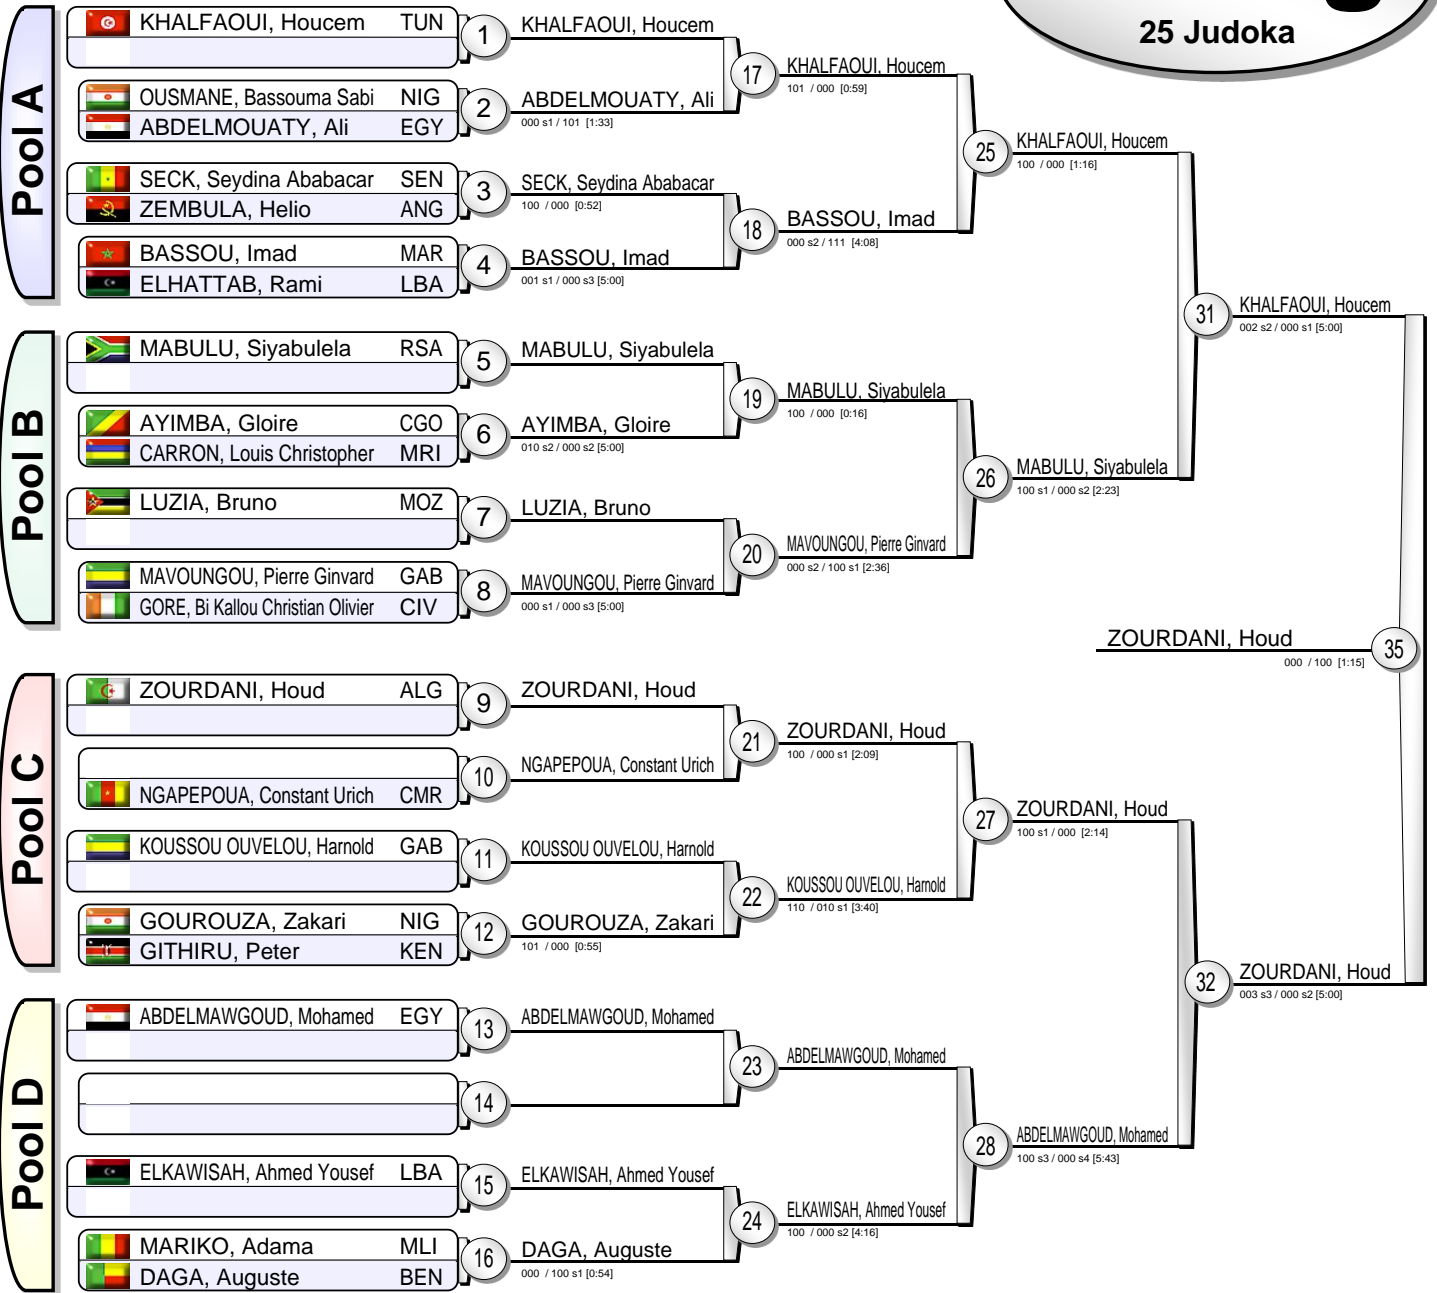 25 Judoka
Pool A
KHALFAOUI, Houcem TUN
1
OUSMANE, Bassouma Sabi NIG
ABDELMOUATY, Ali EGY
2
SECK, Seydina Ababacar SEN
ZEMBULA, Helio ANG
3
BASSOU, Imad MAR
ELHATTAB, Rami LBA
4
Pool B
MABULU, Siyabulela RSA
5
AYIMBA, Gloire CGO
CARRON, Louis Christopher MRI
6
LUZIA, Bruno MOZ
7
MAVOUNGOU, Pierre Ginvard GAB
GORE, Bi Kallou Christian Olivier CIV
8
Pool C
ZOURDANI, Houd ALG
9
NGAPEPOUA, Constant Urich CMR
10
KOUSSOU OUVELOU, Harnold GAB
11
GOUROUZA, Zakari NIG
GITHIRU, Peter KEN
12
Pool D
ABDELMAWGOUD, Mohamed EGY
13
14
ELKAWISAH, Ahmed Yousef LBA
15
MARIKO, Adama MLI
DAGA, Auguste BEN
16
KHALFAOUI, Houcem
ABDELMOUATY, Ali
000 s1 / 101 [1:33]
17
SECK, Seydina Ababacar
100 / 000 [0:52]
BASSOU, Imad
001 s1 / 000 s3 [5:00]
18
MABULU, Siyabulela
AYIMBA, Gloire
010 s2 / 000 s2 [5:00]
19
LUZIA, Bruno
MAVOUNGOU, Pierre Ginvard
000 s1 / 000 s3 [5:00]
20
ZOURDANI, Houd
NGAPEPOUA, Constant Urich
21
KOUSSOU OUVELOU, Harnold
GOUROUZA, Zakari
101 / 000 [0:55]
22
ABDELMAWGOUD, Mohamed
23
ELKAWISAH, Ahmed Yousef
DAGA, Auguste
000 / 100 s1 [0:54]
24
KHALFAOUI, Houcem
101 / 000 [0:59]
BASSOU, Imad
000 s2 / 111 [4:08]
25
MABULU, Siyabulela
100 / 000 [0:16]
MAVOUNGOU, Pierre Ginvard
000 s2 / 100 s1 [2:36]
26
ZOURDANI, Houd
100 / 000 s1 [2:09]
KOUSSOU OUVELOU, Harnold
110 / 010 s1 [3:40]
27
ABDELMAWGOUD, Mohamed
ELKAWISAH, Ahmed Yousef
100 / 000 s2 [4:16]
28
KHALFAOUI, Houcem
100 / 000 [1:16]
MABULU, Siyabulela
100 s1 / 000 s2 [2:23]
31
ZOURDANI, Houd
100 s1 / 000 [2:14]
ABDELMAWGOUD, Mohamed
100 s3 / 000 s4 [5:43]
32
KHALFAOUI, Houcem
002 s2 / 000 s1 [5:00]
ZOURDANI, Houd
003 s3 / 000 s2 [5:00]
35
ZOURDANI, Houd
000 / 100 [1:15]